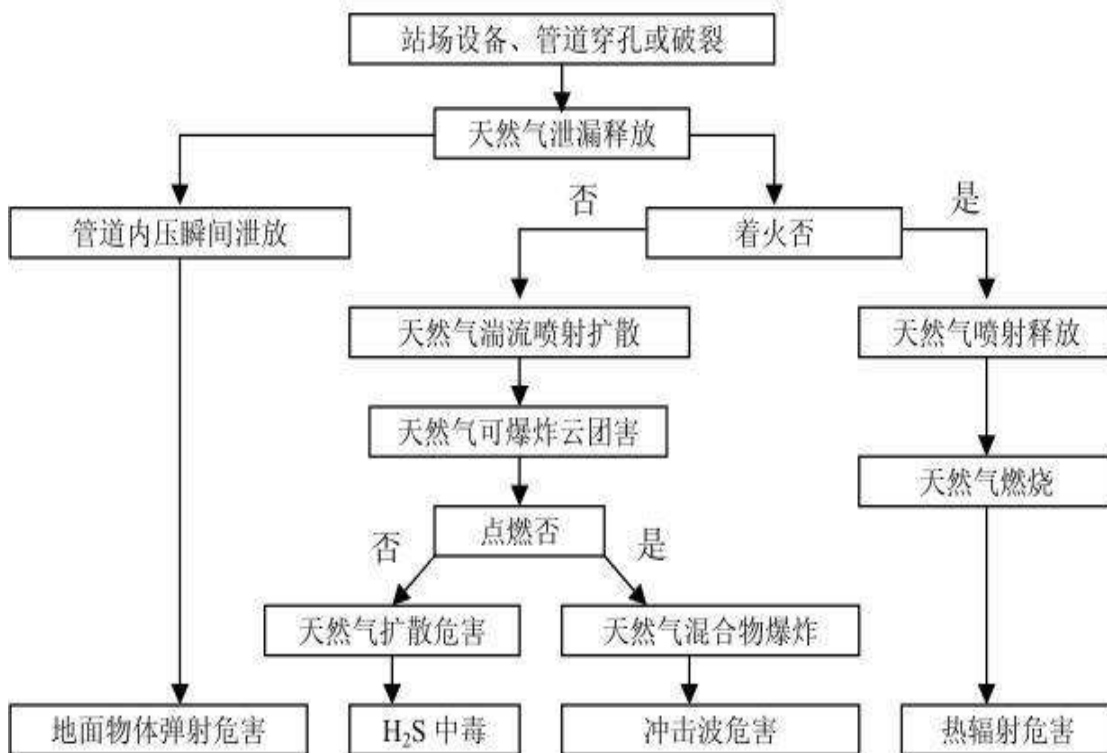 站场设备、管道穿孔或破裂
天然气泄漏释放
否
是
管道内压瞬间泄放
着火否
天然气湍流喷射扩散
天然气喷射释放
天然气可爆炸云团害
天然气燃烧
点燃否
否
是
天然气扩散危害
天然气混合物爆炸
地面物体弹射危害
H₂S 中毒
冲击波危害
热辐射危害